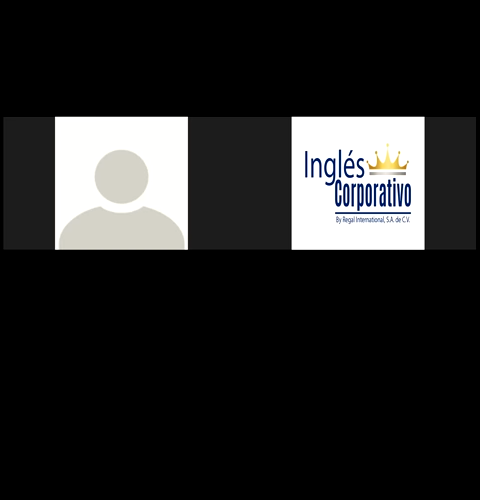 Inglés
Corporativo
By Regal International, S.A. de C.V.